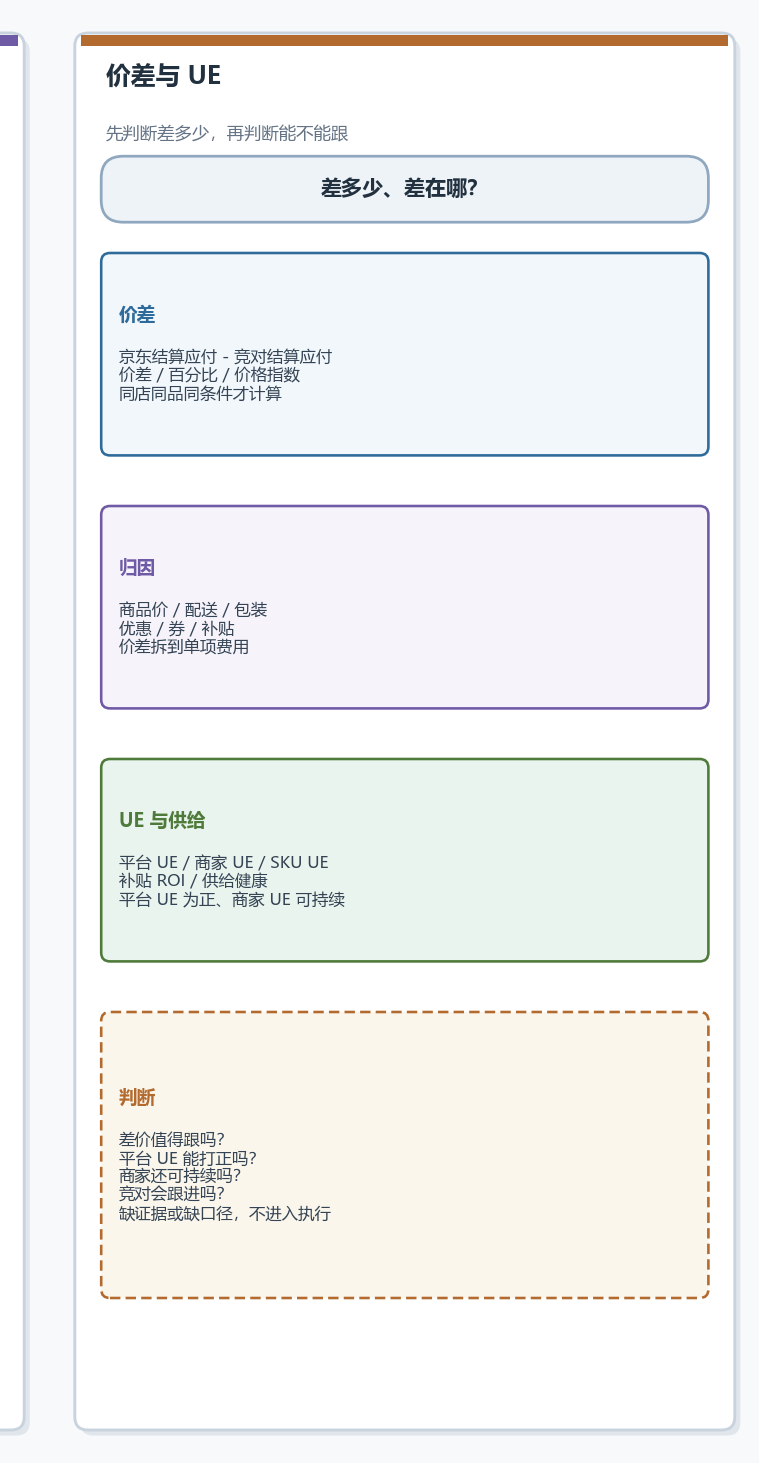 价差与 UE
先判断差多少，再判断能不能跟
差多少、差在哪？
价差
京东结算应付 - 竞对结算应付
价差 / 百分比 / 价格指数
同店同品同条件才计算
归因
商品价 / 配送 / 包装
优惠 / 券 / 补贴
价差拆到单项费用
UE 与供给
平台 UE / 商家 UE / SKU UE
补贴 ROI / 供给健康
平台 UE 为正、商家 UE 可持续
判断
差价值得跟吗？
平台 UE 能打正吗？
商家还可持续吗？
竞对会跟进吗？
缺证据或缺口径，不进入执行